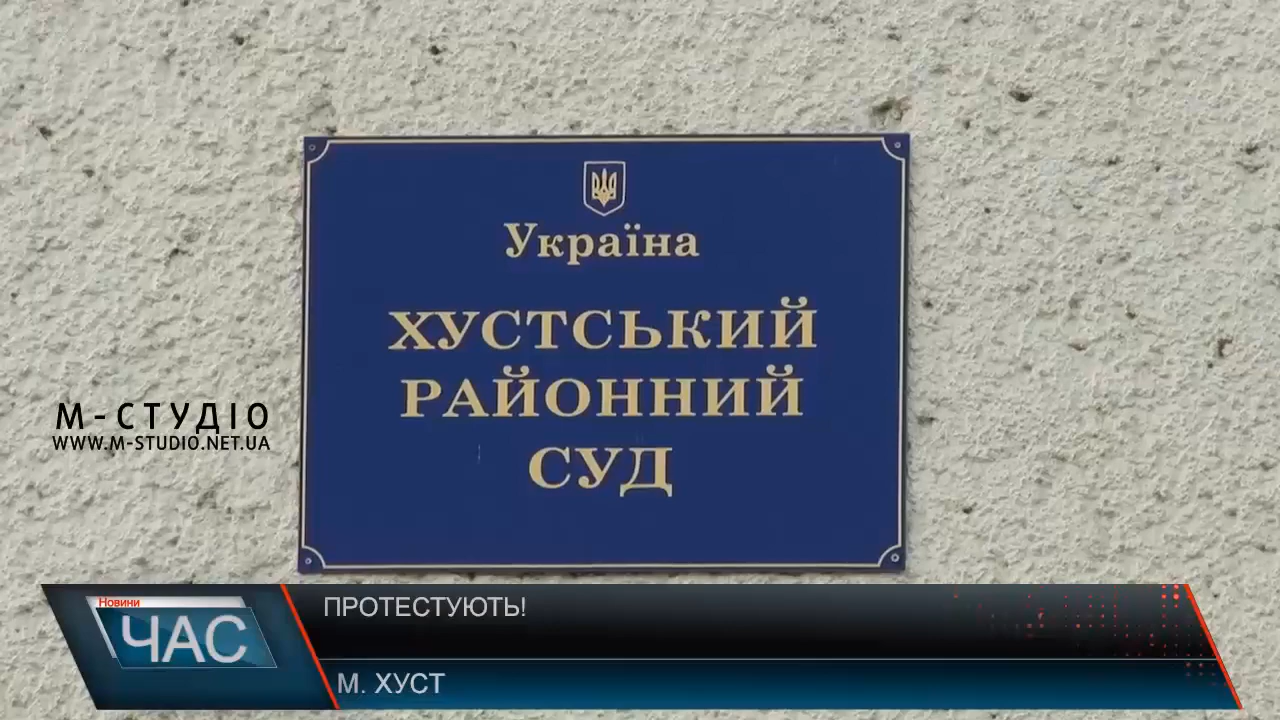 Україна
ХУСТСЬКИЙ
РАЙОННИЙ
СУД
М-СТУДІО
WWW.M-STUDIO.NET.UA
Новини
ЧАС
ПРОТЕСТУЮТЬ!
М. ХУСТ